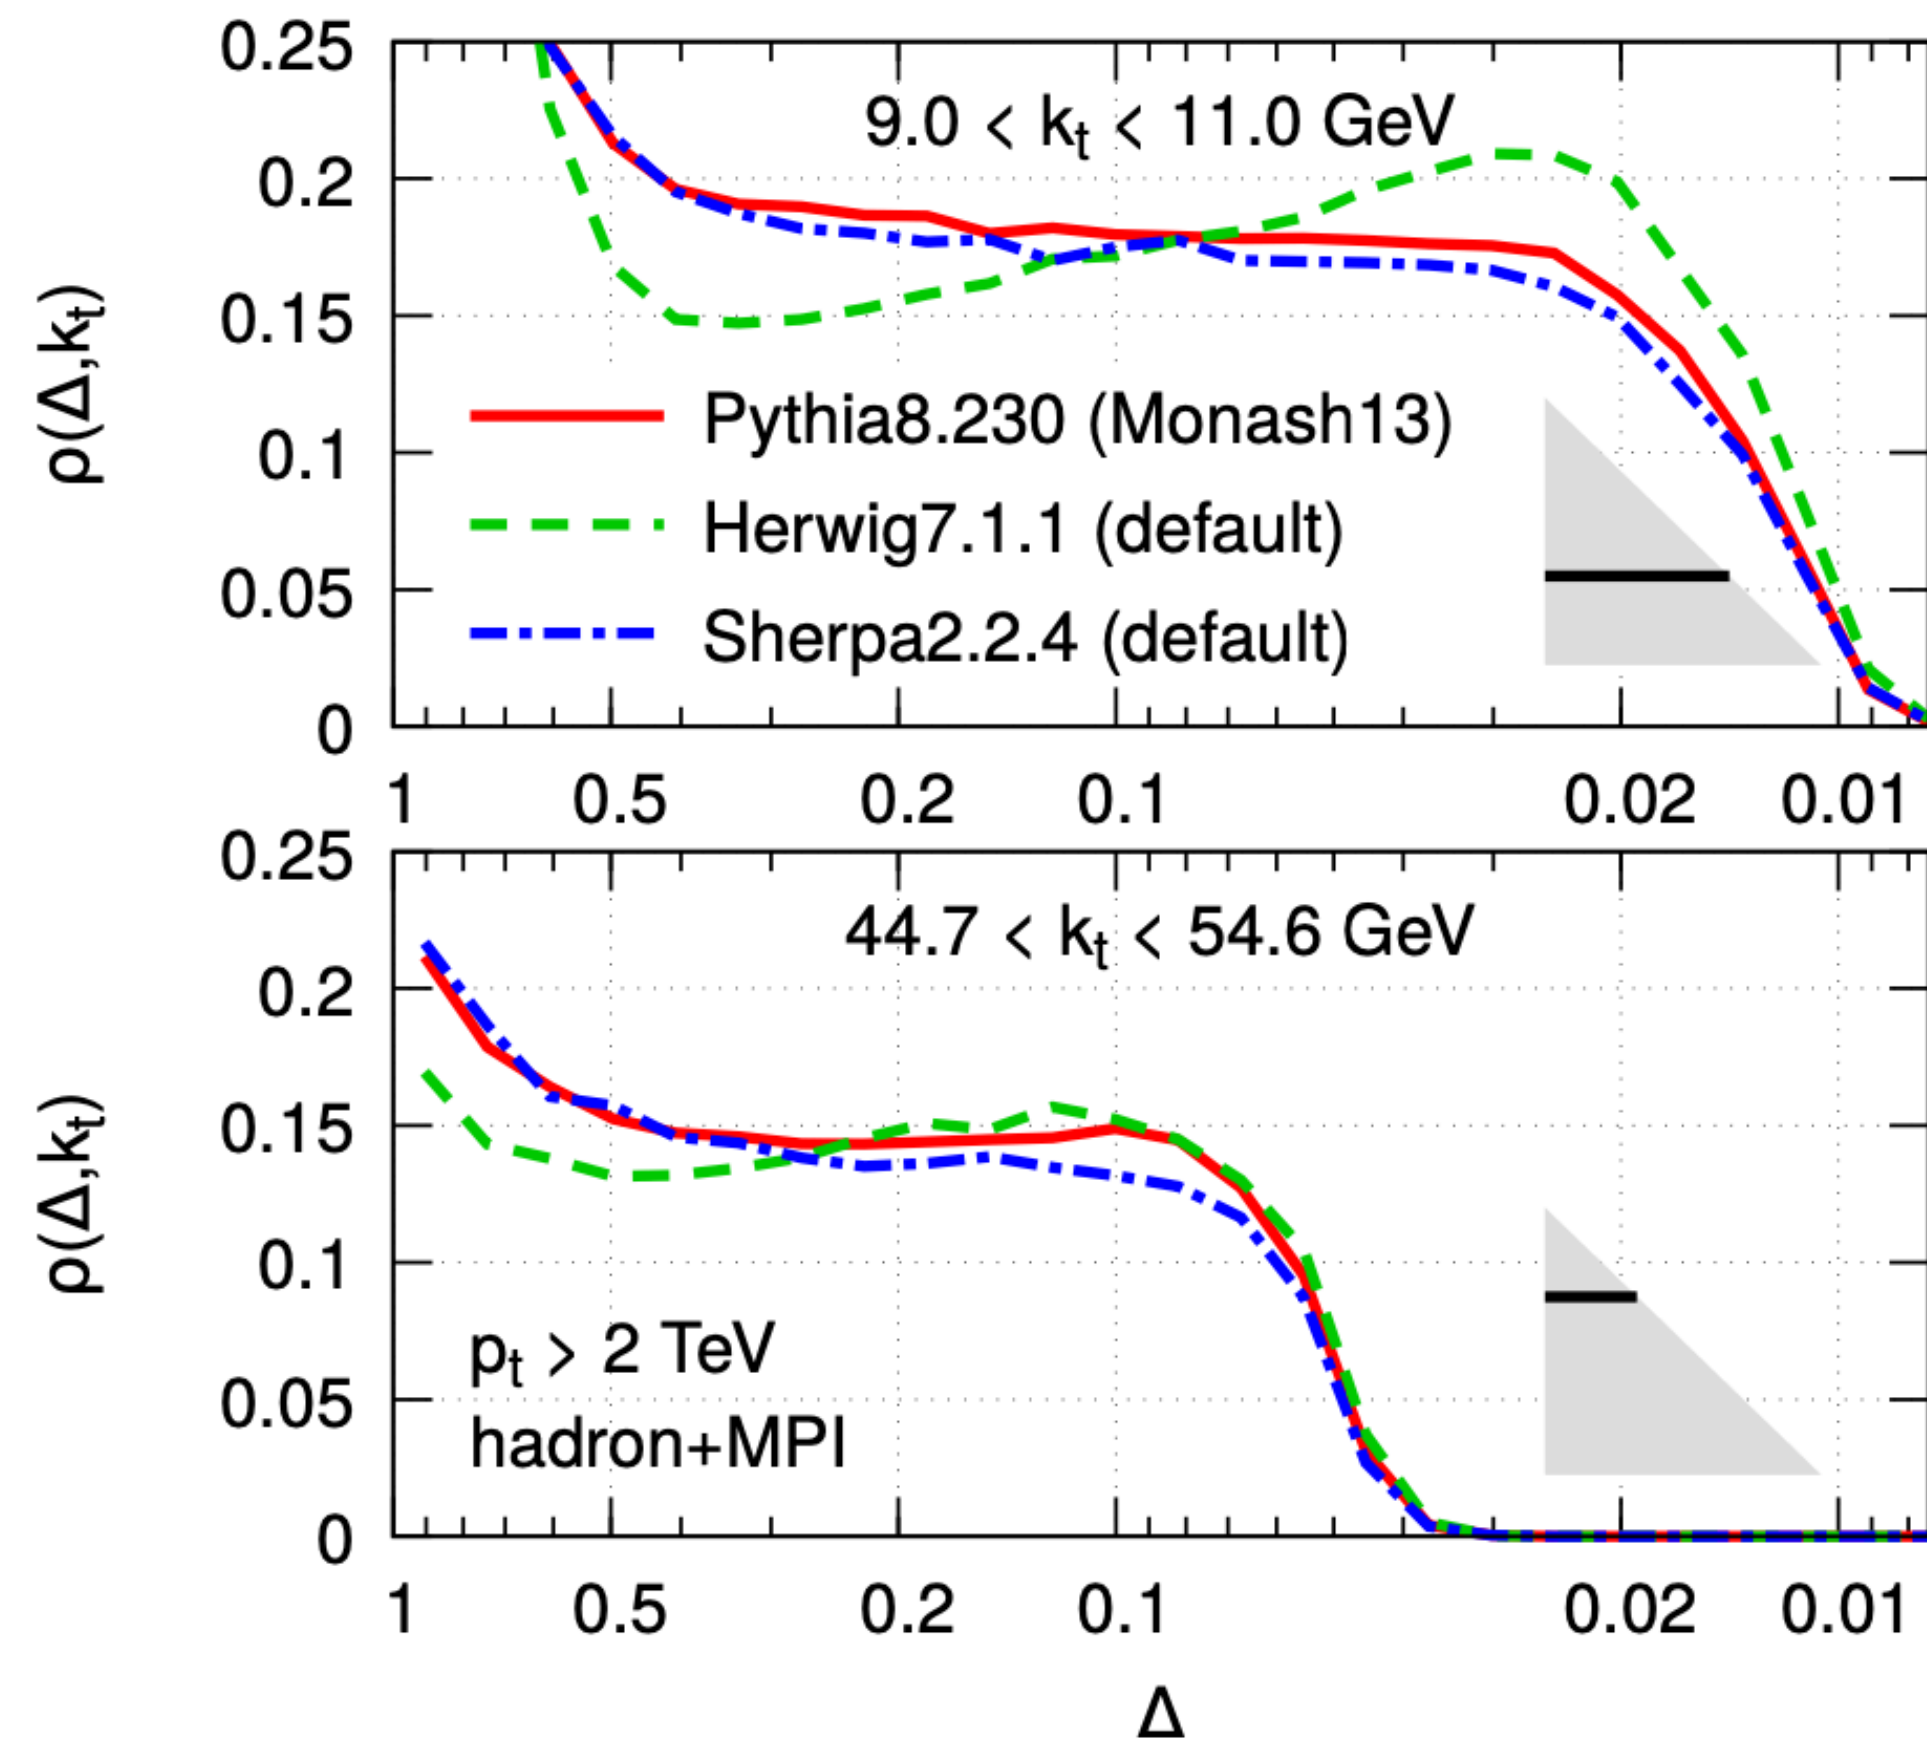 0.25
0.2
0.15
0.1
0.05
0
ρ(Δ,kt)
9.0 < kt < 11.0 GeV
Pythia8.230 (Monash13)
Herwig7.1.1 (default)
Sherpa2.2.4 (default)
1 0.5 0.2 0.1 0.02 0.01
0.25
0.2
0.15
0.1
0.05
0
ρ(Δ,kt)
44.7 < kt < 54.6 GeV
pt > 2 TeV
hadron+MPI
1 0.5 0.2 0.1 0.02 0.01
Δ